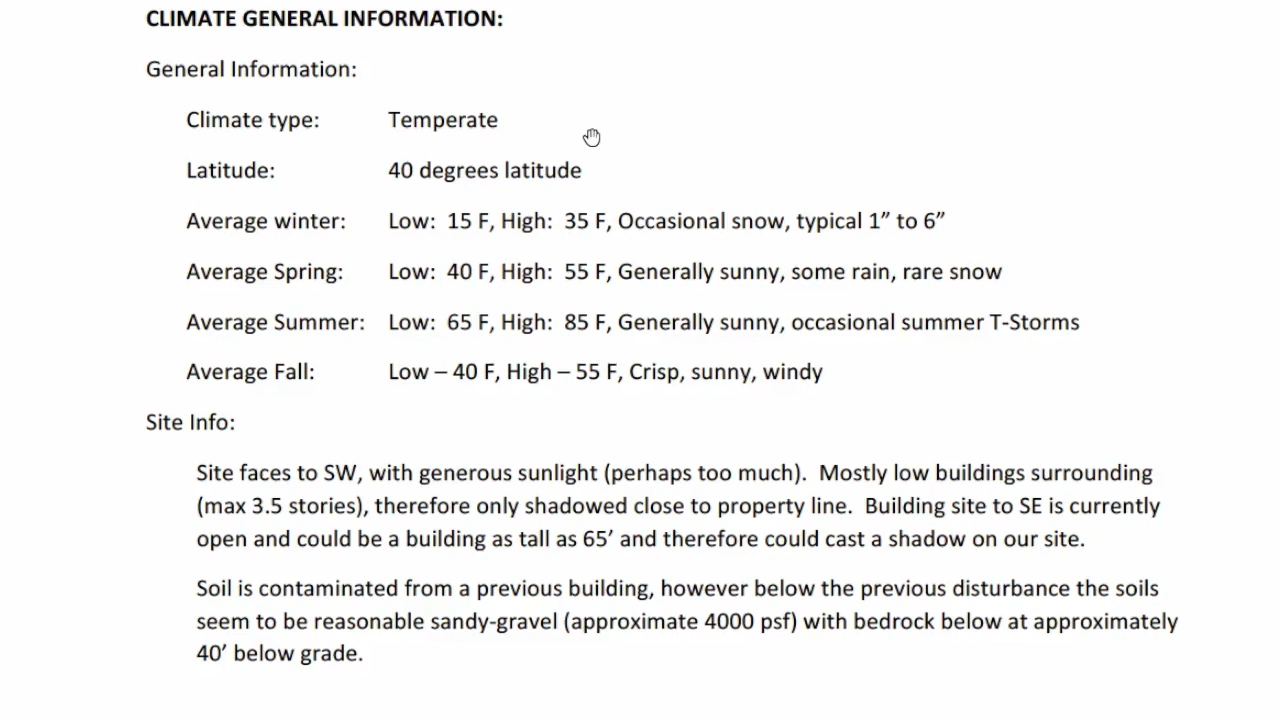 CLIMATE GENERAL INFORMATION:
General Information:
Climate type: Temperate
Latitude: 40 degrees latitude
Average winter: Low: 15 F, High: 35 F, Occasional snow, typical 1” to 6”
Average Spring: Low: 40 F, High: 55 F, Generally sunny, some rain, rare snow
Average Summer: Low: 65 F, High: 85 F, Generally sunny, occasional summer T-Storms
Average Fall: Low – 40 F, High – 55 F, Crisp, sunny, windy
Site Info:
Site faces to SW, with generous sunlight (perhaps too much). Mostly low buildings surrounding
(max 3.5 stories), therefore only shadowed close to property line. Building site to SE is currently
open and could be a building as tall as 65’ and therefore could cast a shadow on our site.
Soil is contaminated from a previous building, however below the previous disturbance the soils
seem to be reasonable sandy-gravel (approximate 4000 psf) with bedrock below at approximately
40’ below grade.